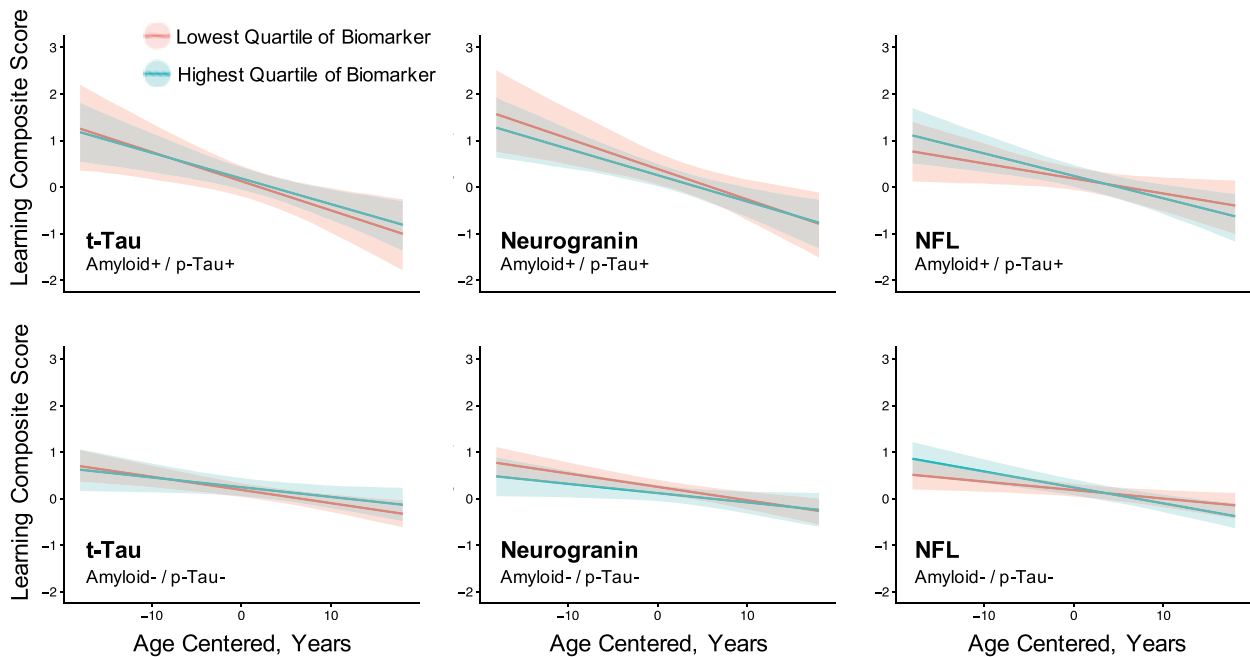 Lowest Quartile of Biomarker
Highest Quartile of Biomarker
Learning Composite Score
3
2
1
0
−1
−2
t-Tau
Amyloid+ / p-Tau+
3
2
1
0
−1
−2
Neurogranin
Amyloid+ / p-Tau+
3
2
1
0
−1
−2
NFL
Amyloid+ / p-Tau+
Learning Composite Score
3
2
1
0
−1
−2
t-Tau
Amyloid- / p-Tau-
−10 0 10
Age Centered, Years
3
2
1
0
−1
−2
Neurogranin
Amyloid- / p-Tau-
−10 0 10
Age Centered, Years
3
2
1
0
−1
−2
NFL
Amyloid- / p-Tau-
−10 0 10
Age Centered, Years